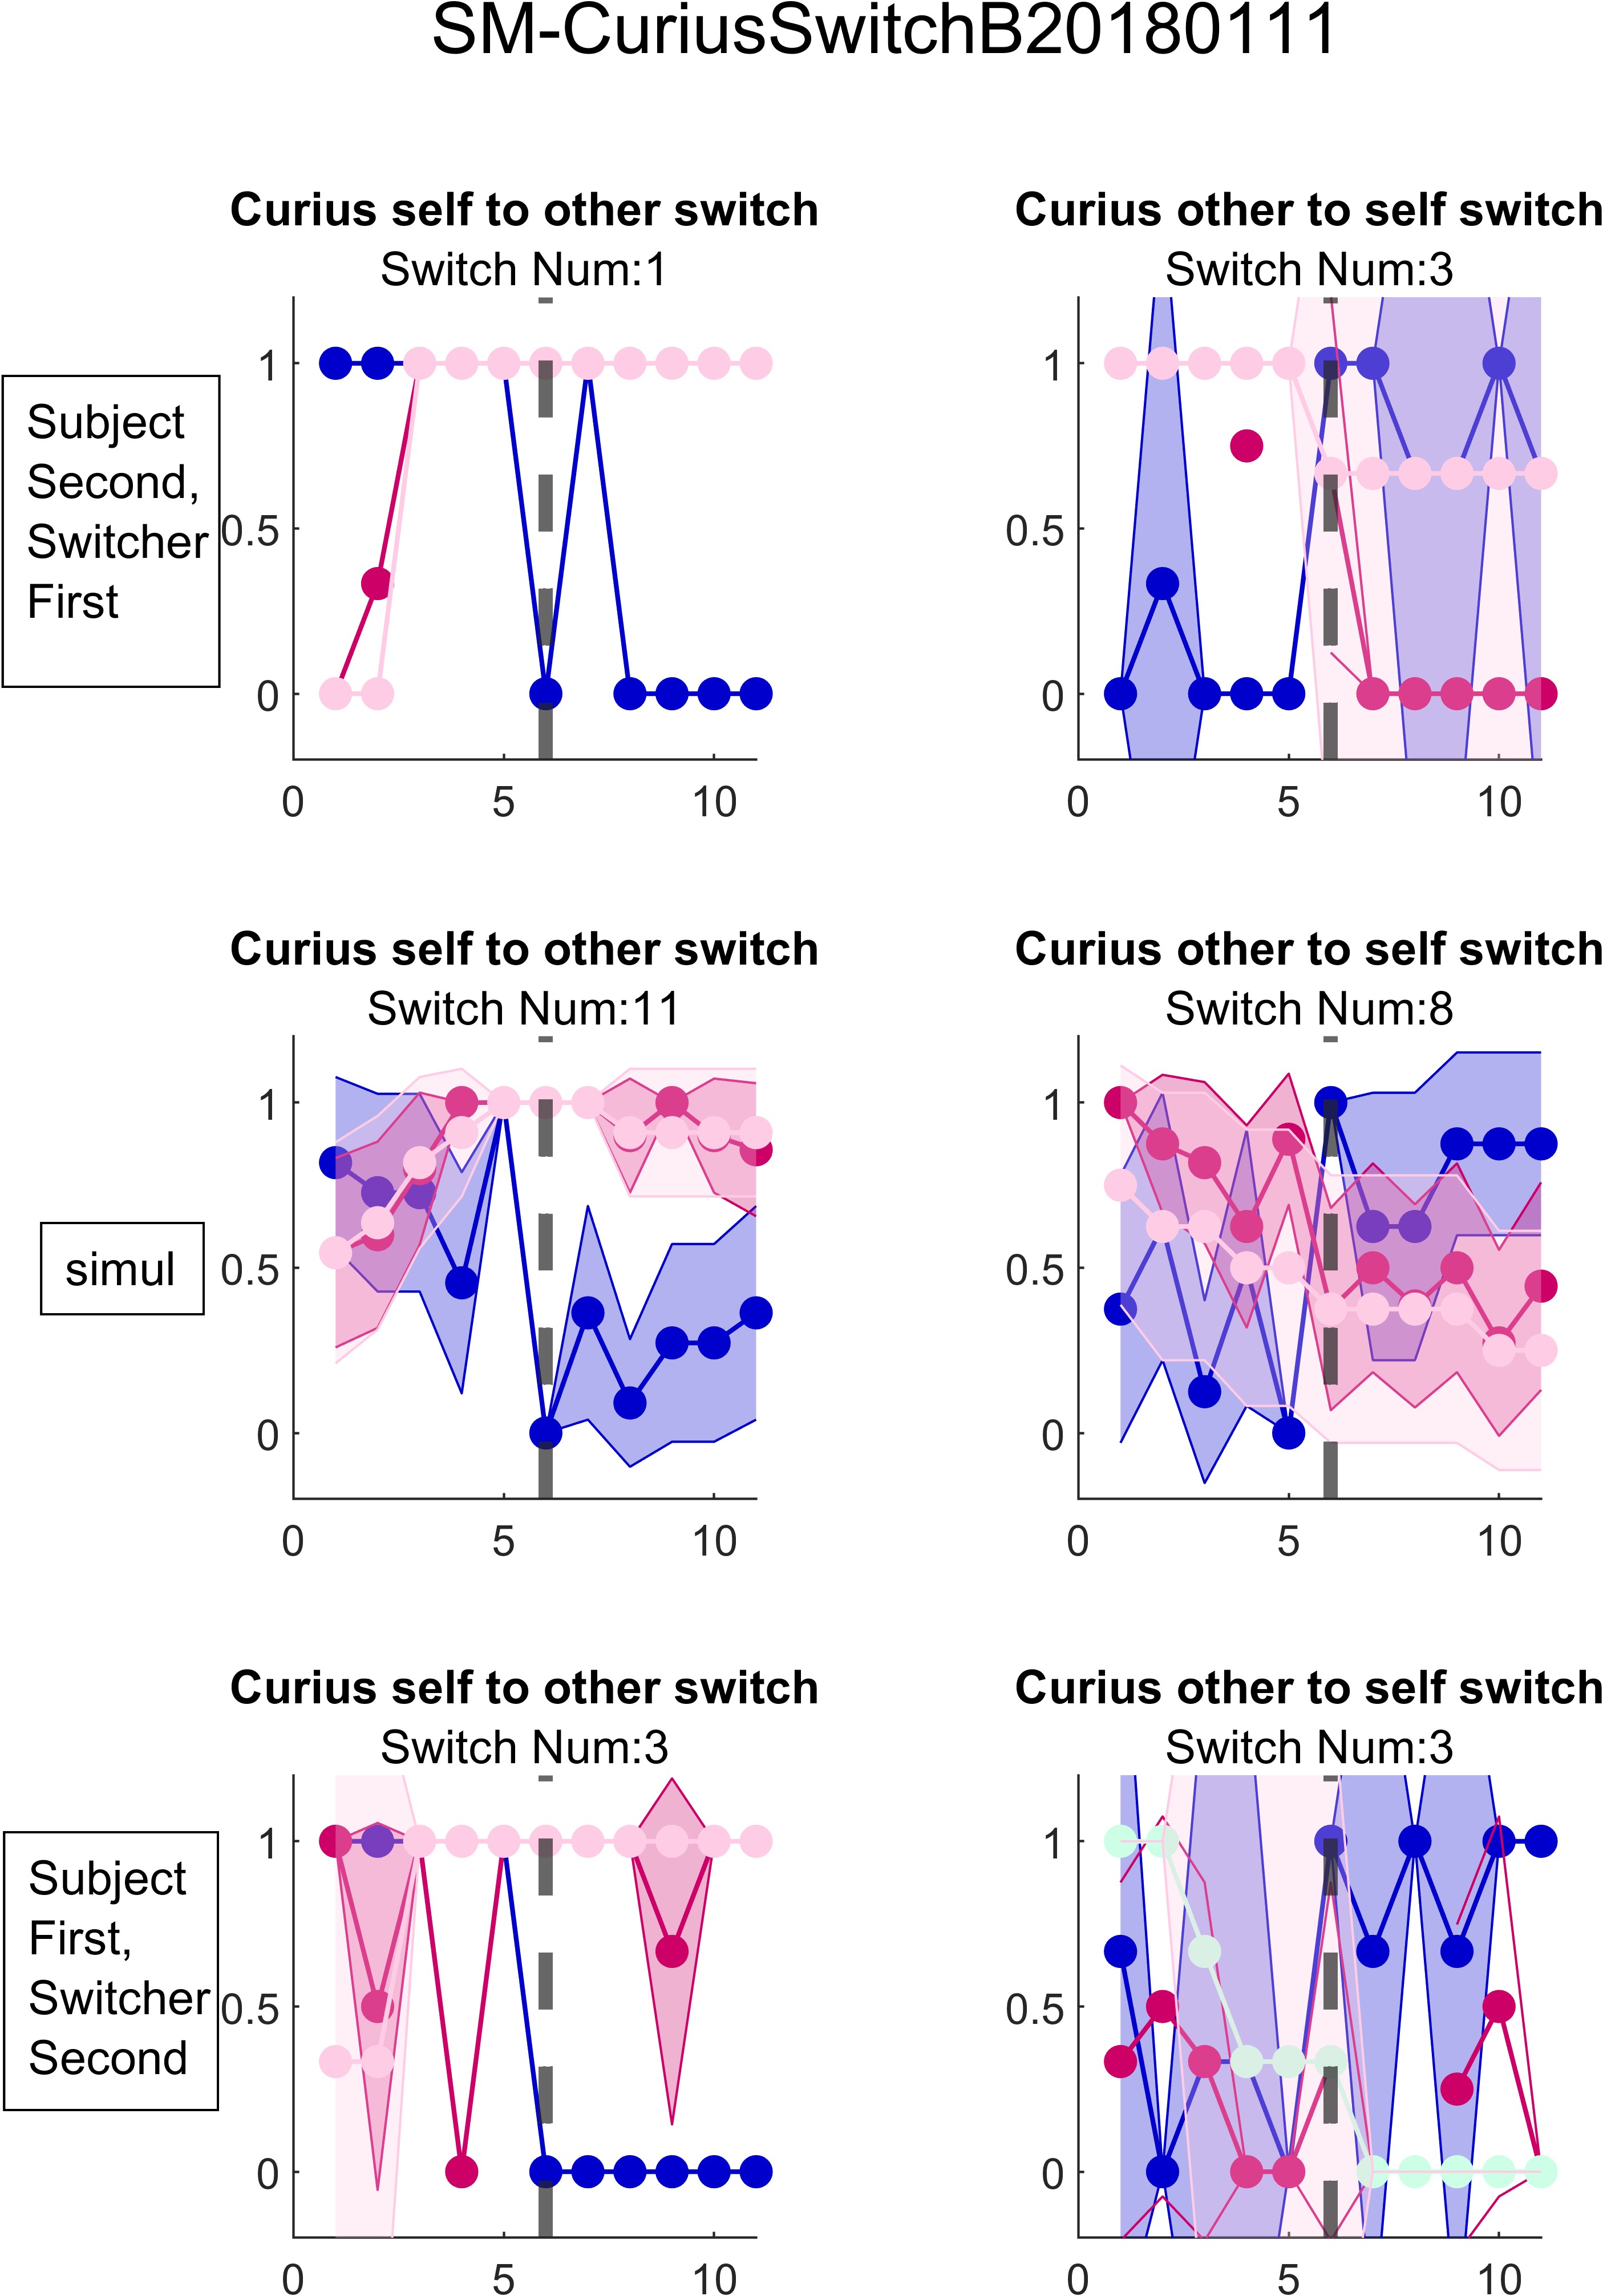 SM-CuriusSwitchB20180111
Curius self to other switch
Switch Num:1
Curius other to self switch
Switch Num:3
Subject
Second,
Switcher
First
1
0.5
0
0 5 10
1
0.5
0
0 5 10
Curius self to other switch
Switch Num:11
Curius other to self switch
Switch Num:8
simul
1
0.5
0
0 5 10
1
0.5
0
0 5 10
Curius self to other switch
Switch Num:3
Curius other to self switch
Switch Num:3
Subject
First,
Switcher
Second
1
0.5
0
0 5 10
1
0.5
0
0 5 10